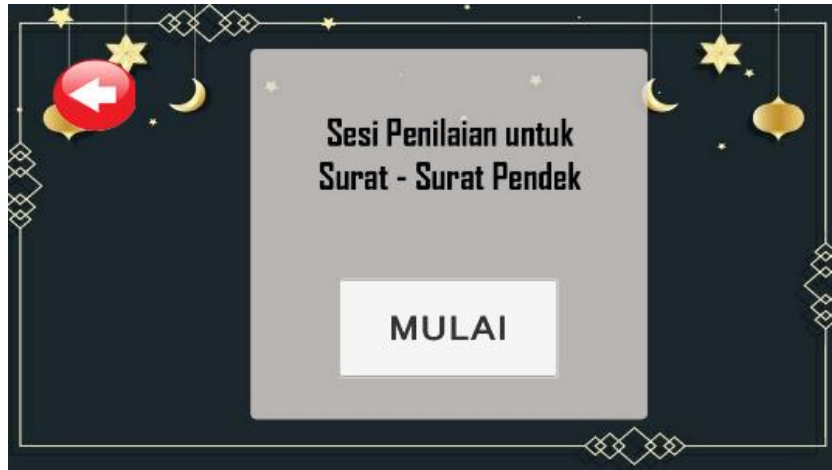 Sesi Penilaian untuk
Surat - Surat Pendek
MULAI